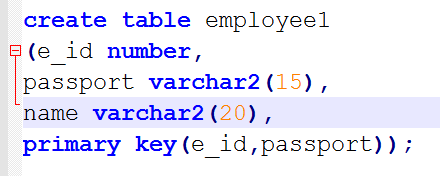 create table employee1
(e_id number,
passport varchar2(15),
name varchar2(20),
primary key(e_id,passport));